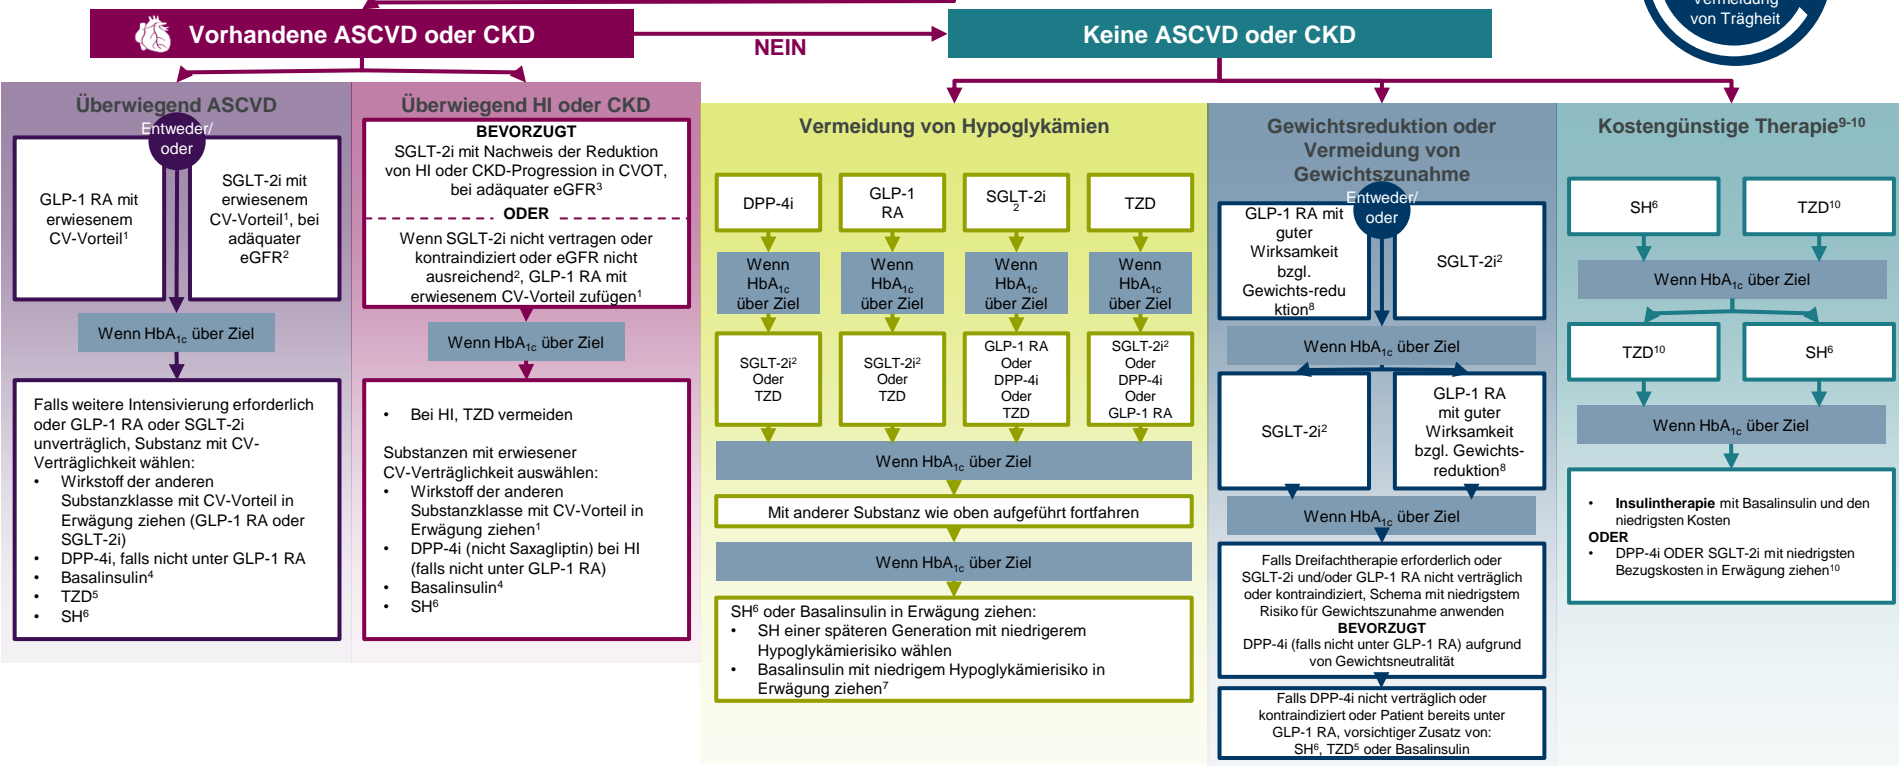 Vermeidung
von Trägheit
Vorhandene ASCVD oder CKD
NEIN
Keine ASCVD oder CKD
Überwiegend ASCVD
Entweder/
oder
GLP-1 RA mit
erwiesenem
CV-Vorteil¹
SGLT-2i mit
erwiesenem
CV-Vorteil¹, bei
adäquater
eGFR²
Wenn HbA₁c über Ziel
Falls weitere Intensivierung erforderlich
oder GLP-1 RA oder SGLT-2i
unverträglich, Substanz mit CV-
Verträglichkeit wählen:
• Wirkstoff der anderen
Substanzklasse mit CV-Vorteil in
Erwägung ziehen (GLP-1 RA oder
SGLT-2i)
• DPP-4i, falls nicht unter GLP-1 RA
• Basalinsulin⁴
• TZD⁵
• SH⁶
Überwiegend HI oder CKD
BEVORZUGT
SGLT-2i mit Nachweis der Reduktion
von HI oder CKD-Progression in CVOT,
bei adäquater eGFR³
ODER
Wenn SGLT-2i nicht vertragen oder
kontraindiziert oder eGFR nicht
ausreichend², GLP-1 RA mit
erwiesenem CV-Vorteil zufügen¹
Wenn HbA₁c über Ziel
• Bei HI, TZD vermeiden
Substanzen mit erwiesener
CV-Verträglichkeit auswählen:
• Wirkstoff der anderen
Substanzklasse mit CV-Vorteil in
Erwägung ziehen¹
• DPP-4i (nicht Saxagliptin) bei HI
(falls nicht unter GLP-1 RA)
• Basalinsulin⁴
• SH⁶
Vermeidung von Hypoglykämien
DPP-4i
GLP-1
RA
SGLT-2i
2
TZD
Wenn
HbA₁c
über Ziel
Wenn
HbA₁c
über Ziel
Wenn
HbA₁c
über Ziel
Wenn
HbA₁c
über Ziel
SGLT-2i²
Oder
TZD
SGLT-2i²
Oder
TZD
GLP-1 RA
Oder
DPP-4i
Oder
TZD
SGLT-2i²
Oder
DPP-4i
Oder
GLP-1 RA
Wenn HbA₁c über Ziel
Mit anderer Substanz wie oben aufgeführt fortfahren
Wenn HbA₁c über Ziel
SH⁶ oder Basalinsulin in Erwägung ziehen:
• SH einer späteren Generation mit niedrigerem
Hypoglykämierisiko wählen
• Basalinsulin mit niedrigem Hypoglykämierisiko in
Erwägung ziehen⁷
Gewichtsreduktion oder
Vermeidung von
Gewichtszunahme
Entweder/
oder
GLP-1 RA mit
guter
Wirksamkeit
bzgl.
Gewichts-redu
ktion⁸
SGLT-2i²
Wenn HbA₁c über Ziel
SGLT-2i²
GLP-1 RA
mit guter
Wirksamkeit
bzgl. Gewichts-
reduktion⁸
Wenn HbA₁c über Ziel
Falls Dreifachtherapie erforderlich oder
SGLT-2i und/oder GLP-1 RA nicht verträglich
oder kontraindiziert, Schema mit niedrigstem
Risiko für Gewichtszunahme anwenden
BEVORZUGT
DPP-4i (falls nicht unter GLP-1 RA) aufgrund
von Gewichtsneutralität
Falls DPP-4i nicht verträglich oder
kontraindiziert oder Patient bereits unter
GLP-1 RA, vorsichtiger Zusatz von:
SH⁶, TZD⁵ oder Basalinsulin
Kostengünstige Therapie⁹⁻¹⁰
SH⁶
TZD¹⁰
Wenn HbA₁c über Ziel
TZD¹⁰
SH⁶
Wenn HbA₁c über Ziel
• Insulintherapie mit Basalinsulin und den
niedrigsten Kosten
ODER
• DPP-4i ODER SGLT-2i mit niedrigsten
Bezugskosten in Erwägung ziehen¹⁰